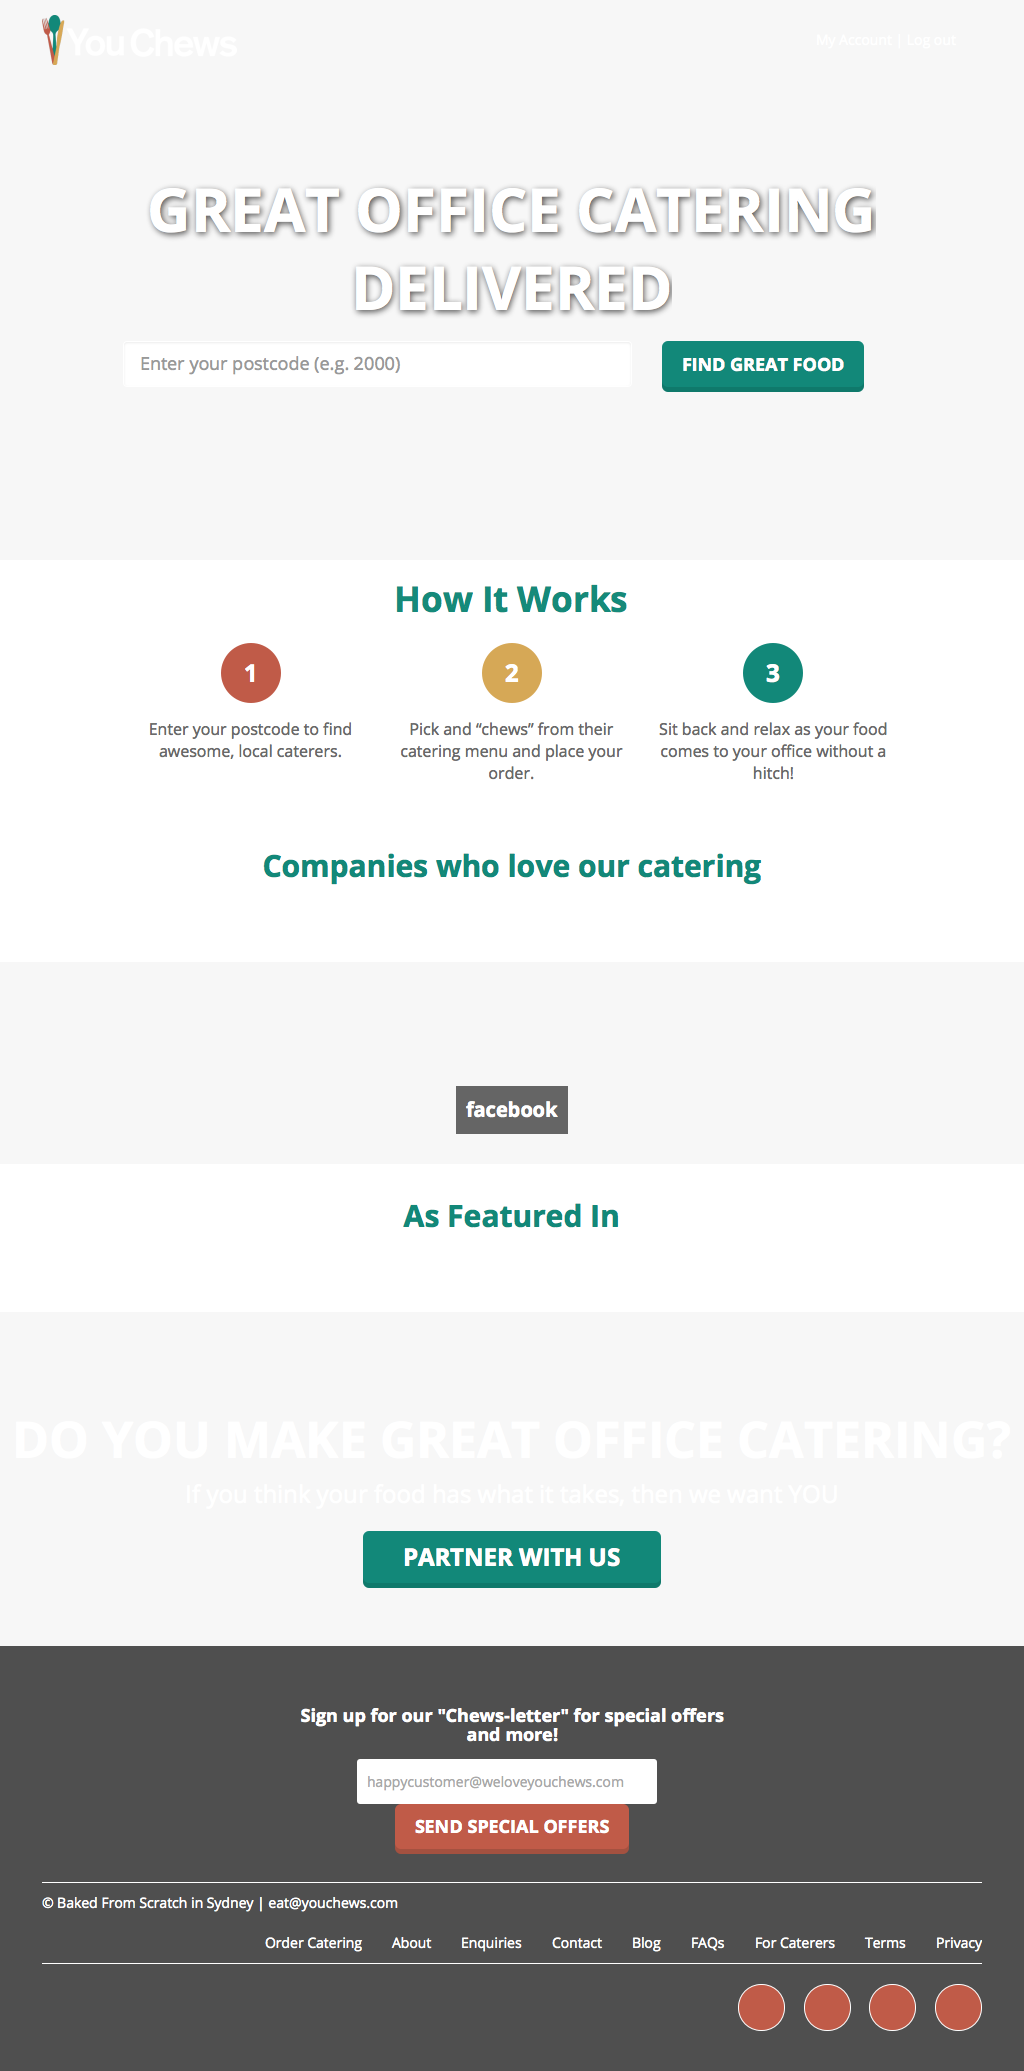 You Chews
My Account | Log out
GREAT OFFICE CATERING
DELIVERED
Enter your postcode (e.g. 2000)
FIND GREAT FOOD
How It Works
1
Enter your postcode to find
awesome, local caterers.
2
Pick and “chews” from their
catering menu and place your
order.
3
Sit back and relax as your food
comes to your office without a
hitch!
Companies who love our catering
facebook
As Featured In
DO YOU MAKE GREAT OFFICE CATERING?
If you think your food has what it takes, then we want YOU
PARTNER WITH US
Sign up for our "Chews-letter" for special offers
and more!
happycustomer@weloveyouchews.com
SEND SPECIAL OFFERS
© Baked From Scratch in Sydney | eat@youchews.com
Order Catering About Enquiries Contact Blog FAQs For Caterers Terms Privacy